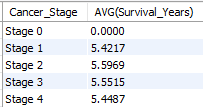 Cancer_Stage AVG(Survival_Years)
Stage 0 0.0000
Stage 1 5.4217
Stage 2 5.5969
Stage 3 5.5515
Stage 4 5.4487